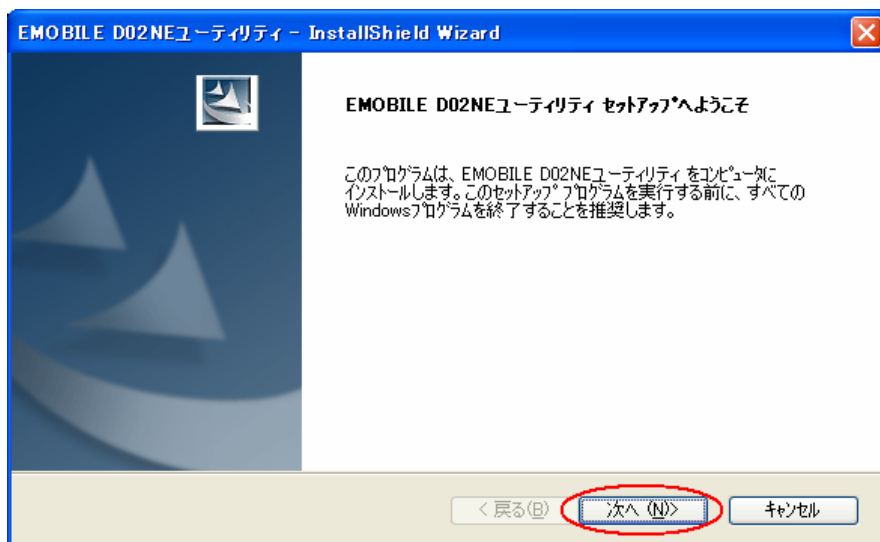 EMOBILE D02NEユーティリティ - InstallShield Wizard
EMOBILE D02NEユーティリティ セットアップへようこそ
このプログラムは、EMOBILE D02NEユーティリティ をコンピュータに
インストールします。このセットアップ プログラムを実行する前に、すべての
Windowsプログラムを終了することを推奨します。
< 戻る(B)
次へ (N)>
キャンセル